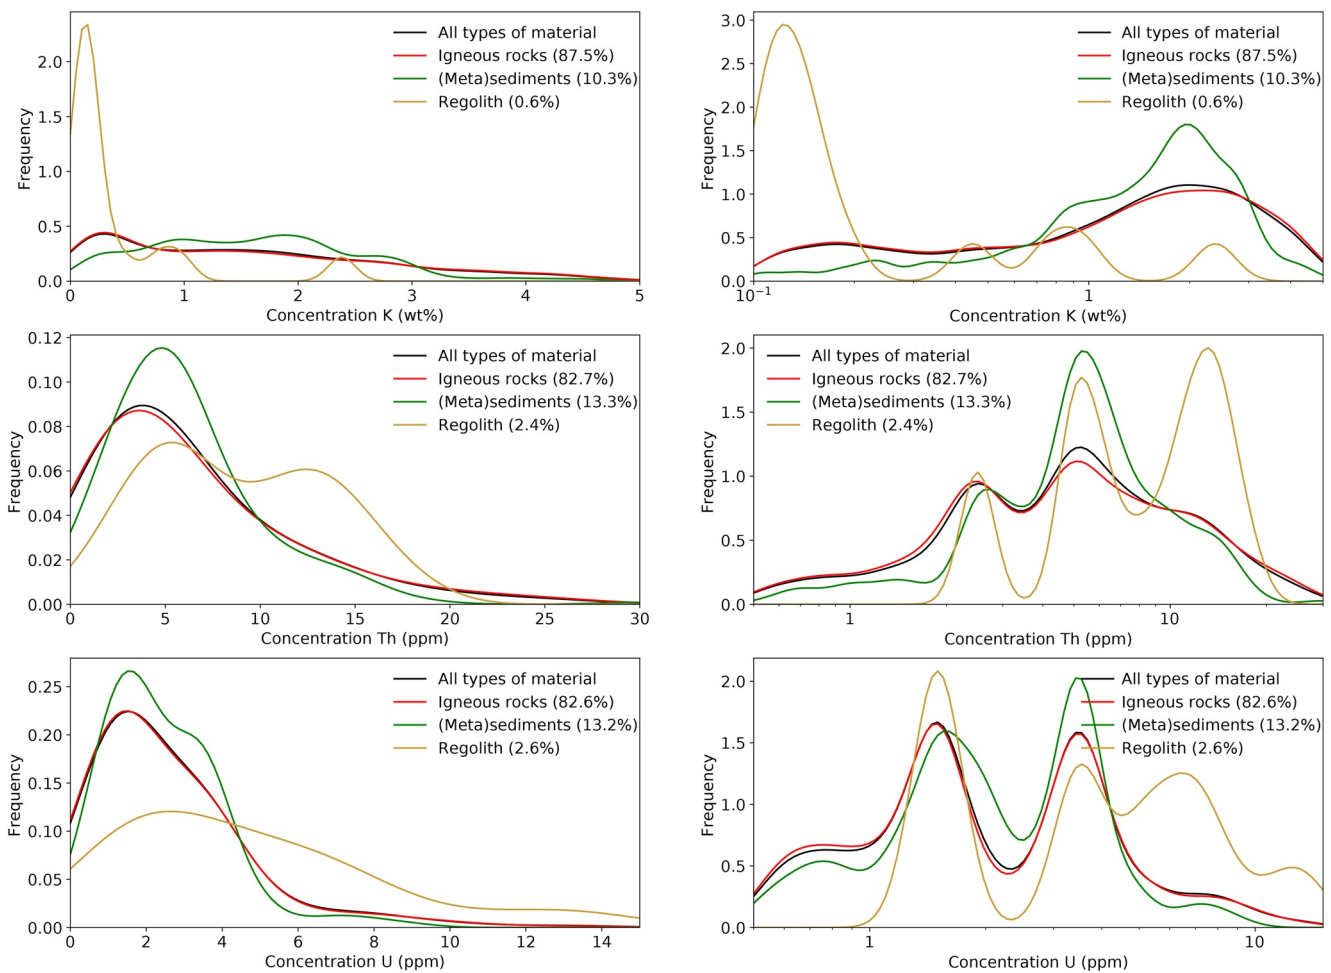 Frequency
2.0
1.5
1.0
0.5
0.0
All types of material
Igneous rocks (87.5%)
(Meta)sediments (10.3%)
Regolith (0.6%)
0 1 2 3 4 5
Concentration K (wt%)
Frequency
3.0
2.5
2.0
1.5
1.0
0.5
0.0
All types of material
Igneous rocks (87.5%)
(Meta)sediments (10.3%)
Regolith (0.6%)
10⁻¹ 1
Concentration K (wt%)
Frequency
0.12
0.10
0.08
0.06
0.04
0.02
0.00
All types of material
Igneous rocks (82.7%)
(Meta)sediments (13.3%)
Regolith (2.4%)
0 5 10 15 20 25 30
Concentration Th (ppm)
Frequency
2.0
1.5
1.0
0.5
0.0
All types of material
Igneous rocks (82.7%)
(Meta)sediments (13.3%)
Regolith (2.4%)
1 10
Concentration Th (ppm)
Frequency
0.25
0.20
0.15
0.10
0.05
0.00
All types of material
Igneous rocks (82.6%)
(Meta)sediments (13.2%)
Regolith (2.6%)
0 2 4 6 8 10 12 14
Concentration U (ppm)
Frequency
2.0
1.5
1.0
0.5
0.0
All types of material
Igneous rocks (82.6%)
(Meta)sediments (13.2%)
Regolith (2.6%)
1 10
Concentration U (ppm)